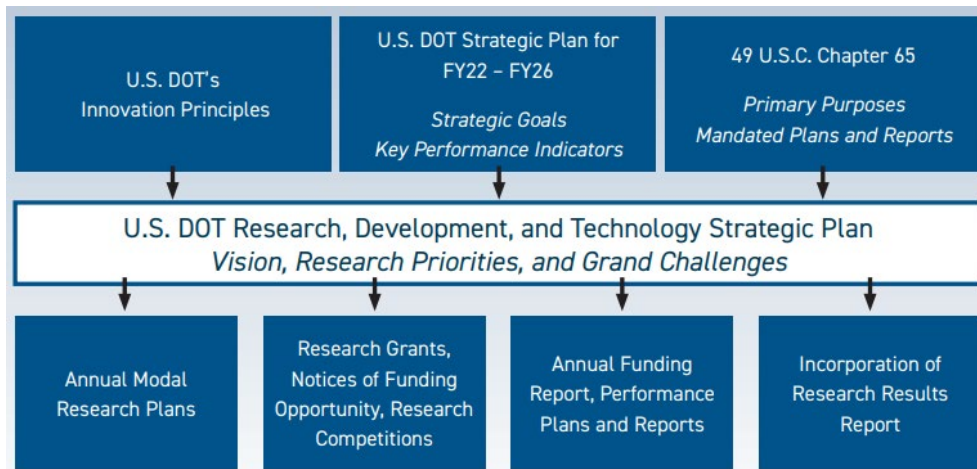 U.S. DOT's
Innovation Principles
U.S. DOT Strategic Plan for
FY22 – FY26
Strategic Goals
Key Performance Indicators
49 U.S.C. Chapter 65
Primary Purposes
Mandated Plans and Reports
U.S. DOT Research, Development, and Technology Strategic Plan
Vision, Research Priorities, and Grand Challenges
Annual Modal
Research Plans
Research Grants,
Notices of Funding
Opportunity, Research
Competitions
Annual Funding
Report, Performance
Plans and Reports
Incorporation of
Research Results
Report